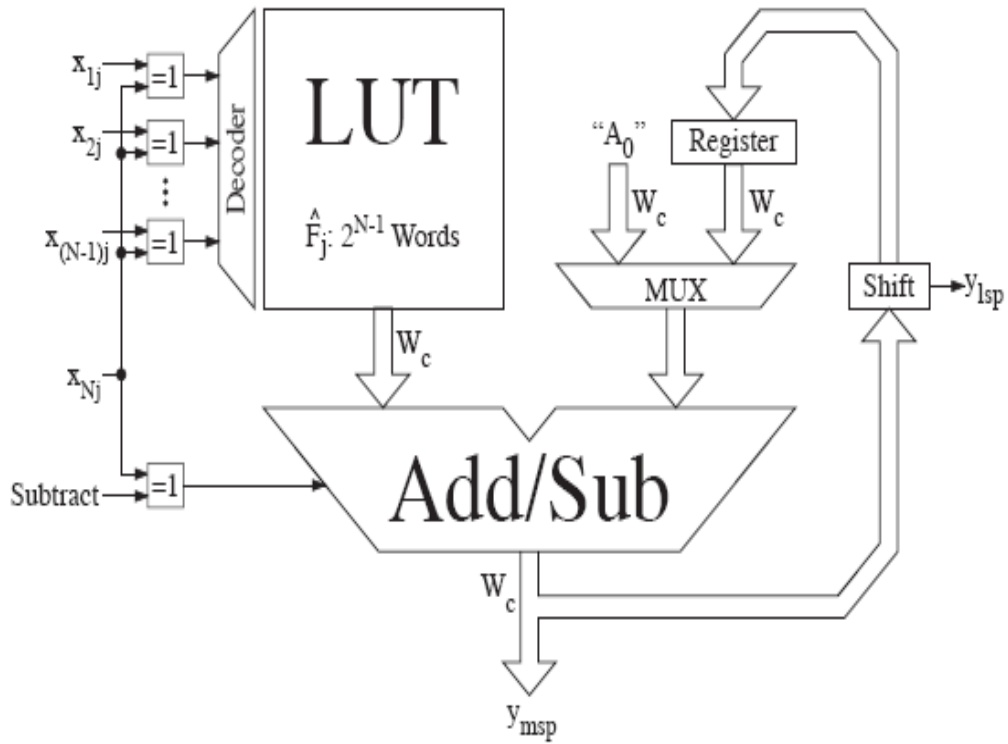 x1j
=1
x2j
=1
x(N-1)j
=1
xNj
Subtract
=1
Decoder
LUT
F̂j: 2^N-1 Words
Wc
“A0”
Wc
Register
Wc
MUX
Shift
ylsp
Add/Sub
Wc
ymsp